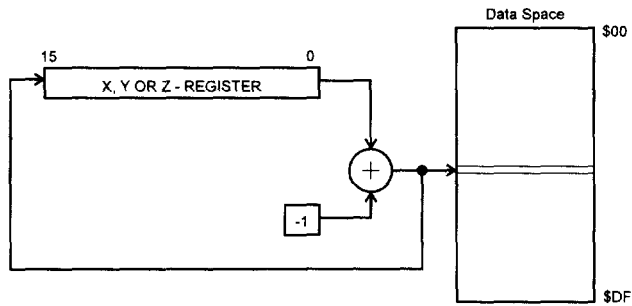 Data Space
$00
15 0
X, Y OR Z - REGISTER
+
-1
$DF